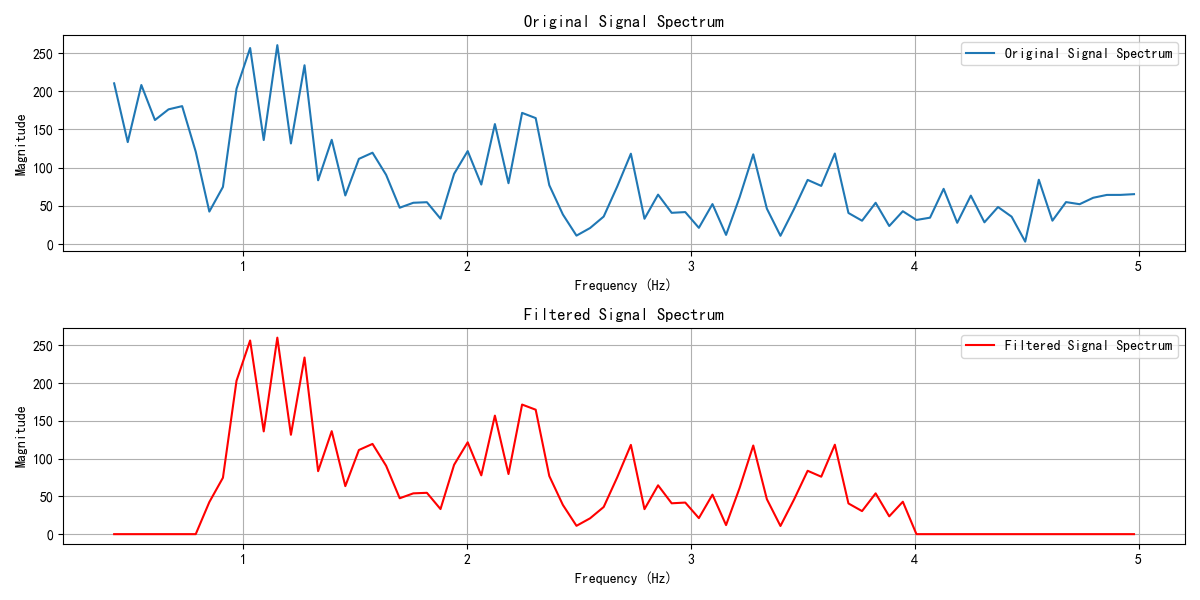 Original Signal Spectrum
Original Signal Spectrum
Magnitude
250
200
150
100
50
0
1
2
3
4
5
Frequency (Hz)
Filtered Signal Spectrum
Filtered Signal Spectrum
Magnitude
250
200
150
100
50
0
1
2
3
4
5
Frequency (Hz)